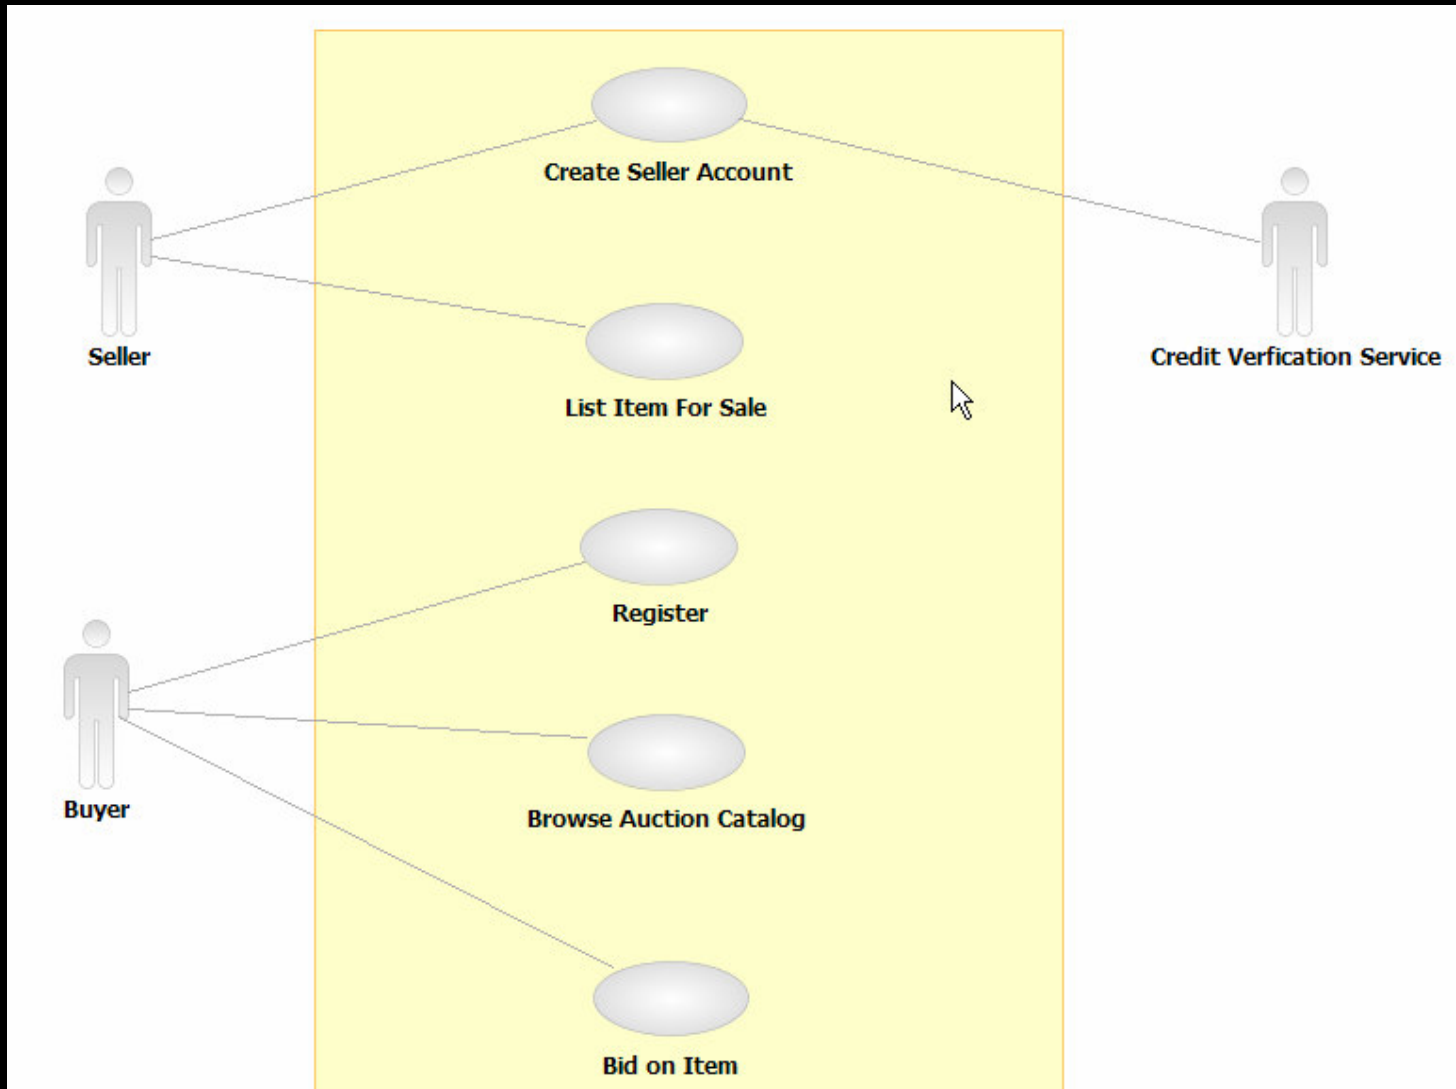 Create Seller Account
Seller
Credit Verfication Service
List Item For Sale
Register
Buyer
Browse Auction Catalog
Bid on Item